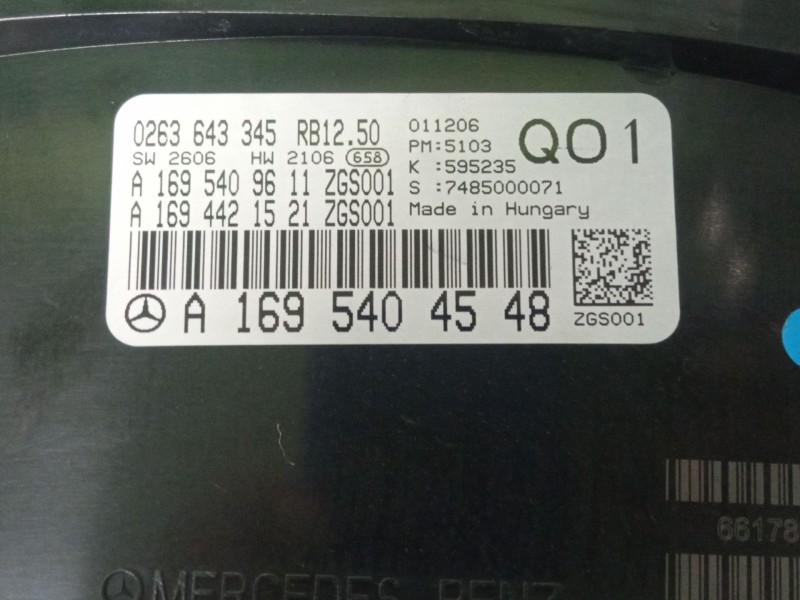 0263 643 345 RB12.50 011206 Q01
SW 2606 HW 2106 658 PM:5103
K :595235
A 169 540 96 11 ZGS001 S :7485000071
A 169 442 15 21 ZGS001 Made in Hungary
A 169 540 45 48 ZGS001
66178
MERCEDES-BENZ